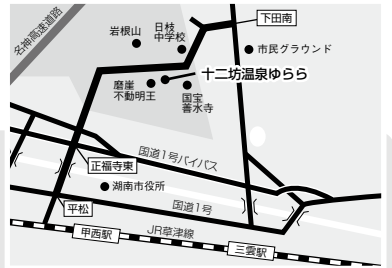 名神高速道路
岩根山
日枝
中学校
下田南
市民グラウンド
十二坊温泉ゆらら
磨崖
不動明王
国宝
善水寺
国道1号バイパス
正福寺東
湖南市役所
国道1号
平松
甲西駅
JR草津線
三雲駅